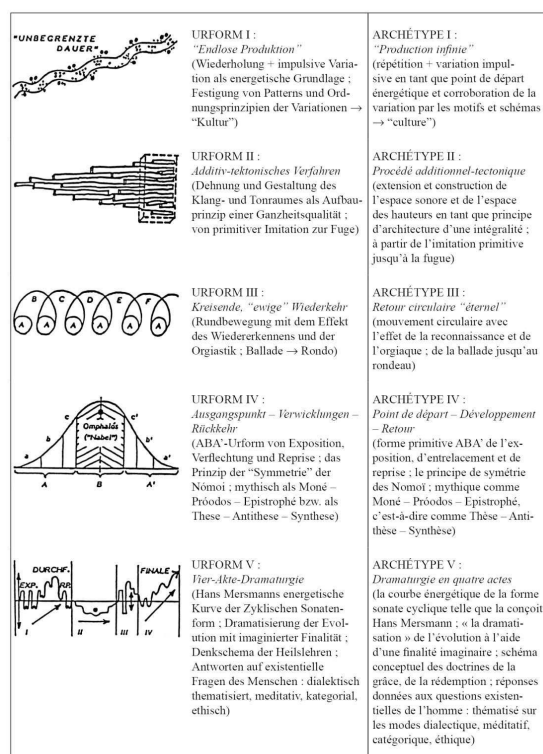 "UNBEGRENZTE
DAUER"
URFORM I :
“Endlose Produktion”
(Wiederholung + impulsive Varia-
tion als energetische Grundlage ;
Festigung von Patterns und Ord-
nungsprinzipien der Variationen →
“Kultur”)
ARCHÉTYPE I :
“Production infinie”
(répétition + variation impul-
sive en tant que point de départ
énergétique et corroboration de la
variation par les motifs et schémas
→ “culture”)
URFORM II :
Additiv-tektonisches Verfahren
(Dehnung und Gestaltung des
Klang- und Tonraumes als Aufbau-
prinzip einer Ganzheitsqualität ;
von primitiver Imitation zur Fuge)
ARCHÉTYPE II :
Procédé additionnel-tectonique
(extension et construction de
l’espace sonore et de l’espace
des hauteurs en tant que principe
d’architecture d’une intégralité ;
à partir de l’imitation primitive
jusqu’à la fugue)
B C D E F
A A A A A A
URFORM III :
Kreisende, “ewige” Wiederkehr
(Rundbewegung mit dem Effekt
des Wiedererkennens und der
Orgiastik ; Ballade → Rondo)
ARCHÉTYPE III :
Retour circulaire “éternel”
(mouvement circulaire avec
l’effet de la reconnaissance et de
l’orgiaque ; de la ballade jusqu’au
rondeau)
Omphalós
("Nabel")
a b c c' b' a'
A B A'
URFORM IV :
Ausgangspunkt – Verwicklungen –
Rückkehr
(ABA’-Urform von Exposition,
Verflechtung und Reprise ; das
Prinzip der “Symmetrie” der
Nómoi ; mythisch als Moné –
Próodos – Epistrophé bzw. als
These – Antithese – Synthese)
ARCHÉTYPE IV :
Point de départ – Développement
– Retour
(forme primitive ABA’ de l’ex-
position, d’entrelacement et de
reprise ; le principe de symétrie
des Nomoï ; mythique comme
Moné – Próodos – Epistrophé,
c’est-à-dire comme Thèse – Anti-
thèse – Synthèse)
DURCHF.
EXP. RP. FINALE
I II III IV
URFORM V :
Vier-Akte-Dramaturgie
(Hans Mersmanns energetische
Kurve der Zyklischen Sonaten-
form ; Dramatisierung der Evolu-
tion mit imaginierter Finalität ;
Denkschema der Heilslehren ;
Antworten auf existentielle
Fragen des Menschen : dialektisch
thematisiert, meditativ, kategorial,
ethisch)
ARCHÉTYPE V :
Dramaturgie en quatre actes
(la courbe énergétique de la forme
sonate cyclique telle que la conçoit
Hans Mersmann ; « la dramati-
sation » de l’évolution à l’aide
d’une finalité imaginaire ; schéma
conceptuel des doctrines de la
grâce, de la rédemption ; réponses
données aux questions existen-
tielles de l’homme : thématisé sur
les modes dialectique, méditatif,
catégorique, éthique)